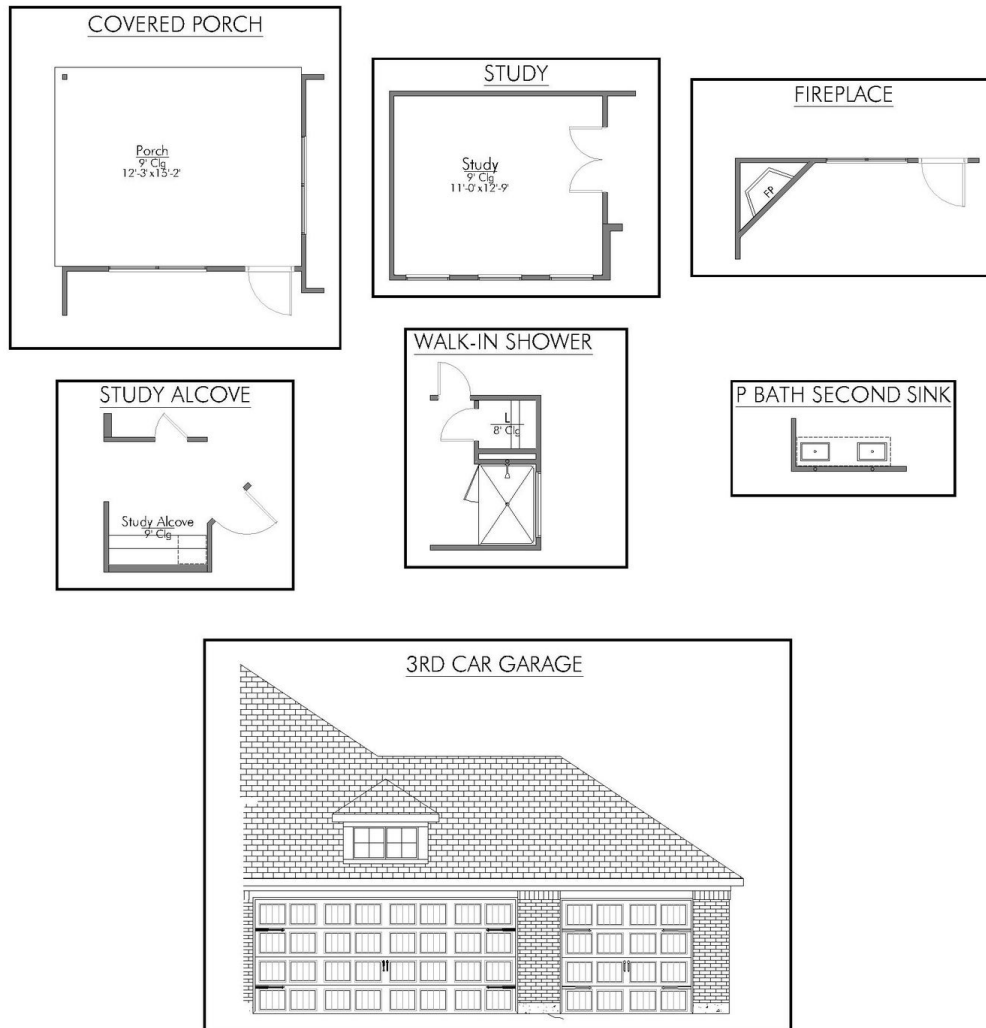 COVERED PORCH
Porch
9' Clg
12'-3"x15'-2"
STUDY
Study
9' Clg
11'-0"x12'-9"
FIREPLACE
FP
STUDY ALCOVE
Study Alcove
9' Clg
WALK-IN SHOWER
L
8' Clg
P BATH SECOND SINK
3RD CAR GARAGE